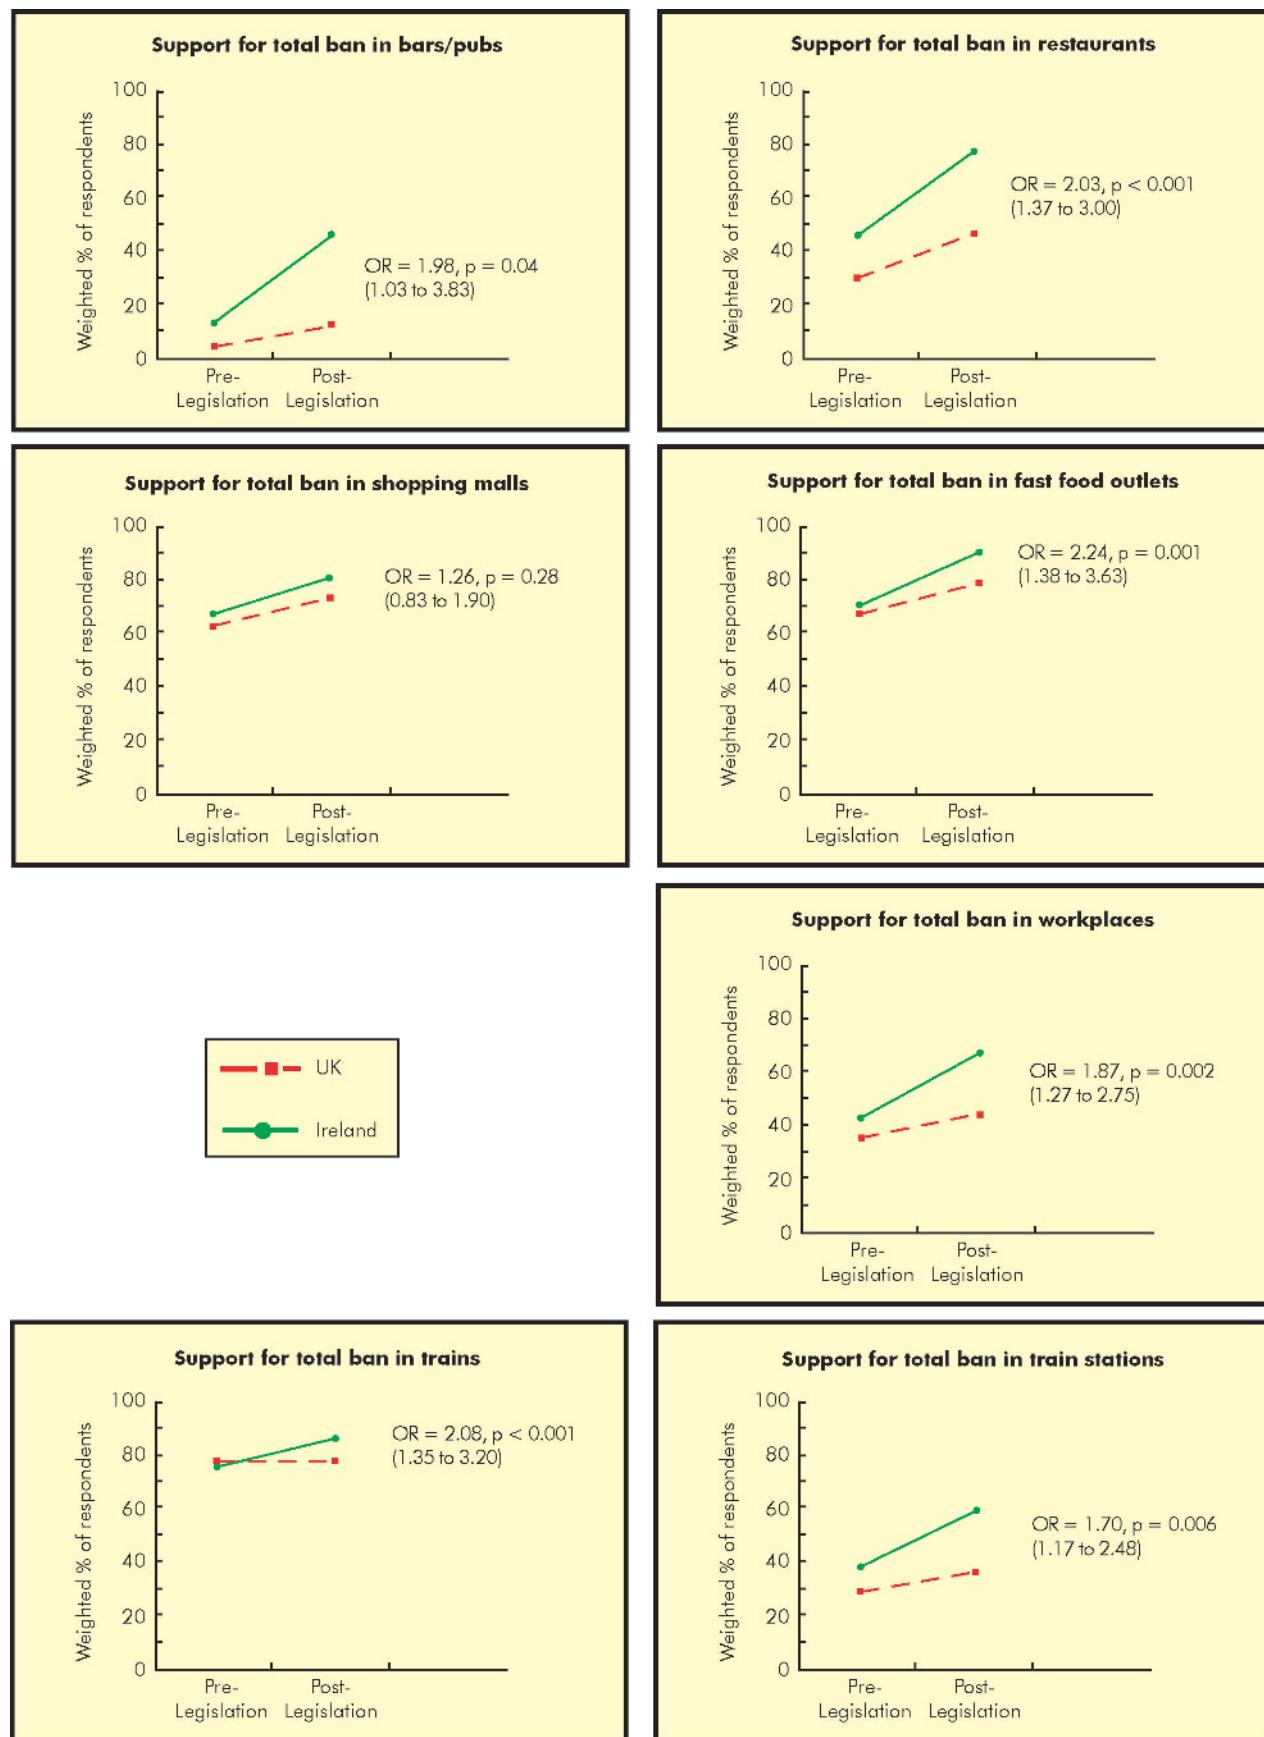 Support for total ban in bars/pubs
Weighted % of respondents
100
80
60
40
20
0
OR = 1.98, p = 0.04
(1.03 to 3.83)
Pre-
Legislation
Post-
Legislation
Support for total ban in restaurants
Weighted % of respondents
100
80
60
40
20
0
OR = 2.03, p < 0.001
(1.37 to 3.00)
Pre-
Legislation
Post-
Legislation
Support for total ban in shopping malls
Weighted % of respondents
100
80
60
40
20
0
OR = 1.26, p = 0.28
(0.83 to 1.90)
Pre-
Legislation
Post-
Legislation
Support for total ban in fast food outlets
Weighted % of respondents
100
80
60
40
20
0
OR = 2.24, p = 0.001
(1.38 to 3.63)
Pre-
Legislation
Post-
Legislation
UK
Ireland
Support for total ban in workplaces
Weighted % of respondents
100
80
60
40
20
0
OR = 1.87, p = 0.002
(1.27 to 2.75)
Pre-
Legislation
Post-
Legislation
Support for total ban in trains
Weighted % of respondents
100
80
60
40
20
0
OR = 2.08, p < 0.001
(1.35 to 3.20)
Pre-
Legislation
Post-
Legislation
Support for total ban in train stations
Weighted % of respondents
100
80
60
40
20
0
OR = 1.70, p = 0.006
(1.17 to 2.48)
Pre-
Legislation
Post-
Legislation